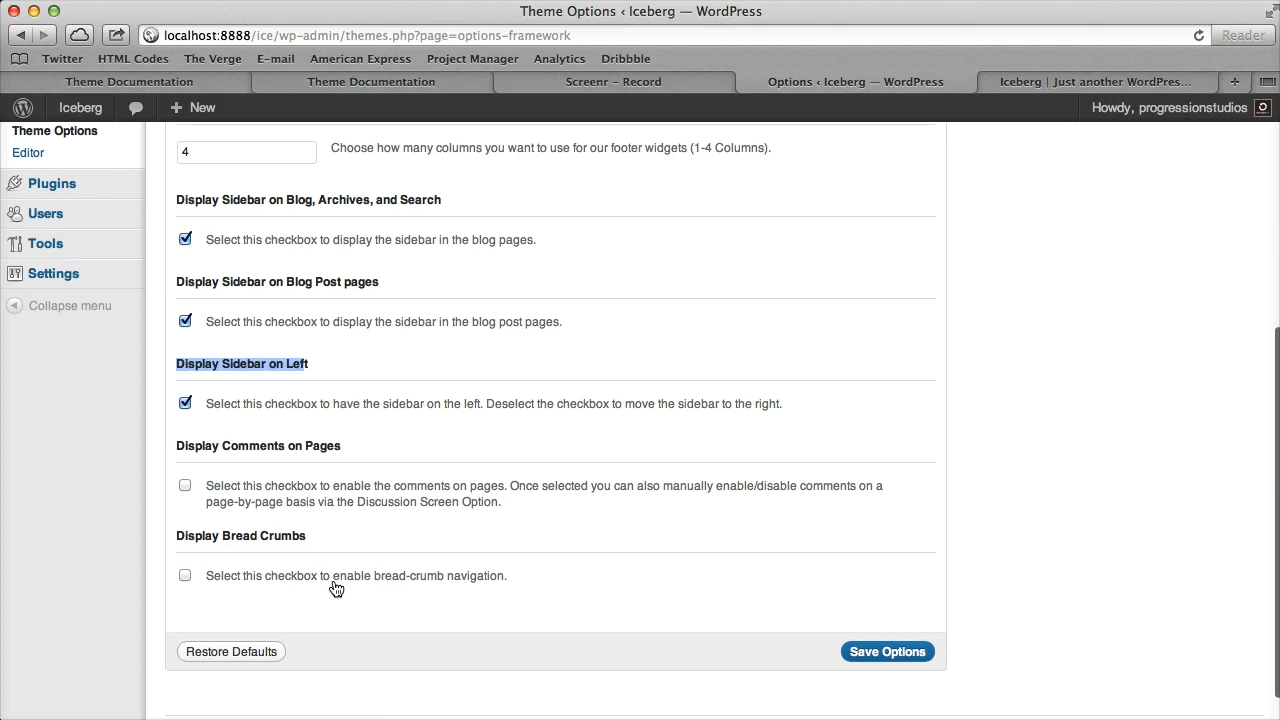 Theme Options ‹ Iceberg — WordPress
localhost:8888/ice/wp-admin/themes.php?page=options-framework
Reader
Twitter HTML Codes The Verge E-mail American Express Project Manager Analytics Dribbble
Theme Documentation Theme Documentation Screenr – Record Options ‹ Iceberg — WordPress Iceberg | Just another WordPres... +
Iceberg + New Howdy, progressionstudios
Theme Options
Editor
Plugins
Users
Tools
Settings
Collapse menu
4 Choose how many columns you want to use for our footer widgets (1-4 Columns).
Display Sidebar on Blog, Archives, and Search
Select this checkbox to display the sidebar in the blog pages.
Display Sidebar on Blog Post pages
Select this checkbox to display the sidebar in the blog post pages.
Display Sidebar on Left
Select this checkbox to have the sidebar on the left. Deselect the checkbox to move the sidebar to the right.
Display Comments on Pages
Select this checkbox to enable the comments on pages. Once selected you can also manually enable/disable comments on a
page-by-page basis via the Discussion Screen Option.
Display Bread Crumbs
Select this checkbox to enable bread-crumb navigation.
Restore Defaults Save Options